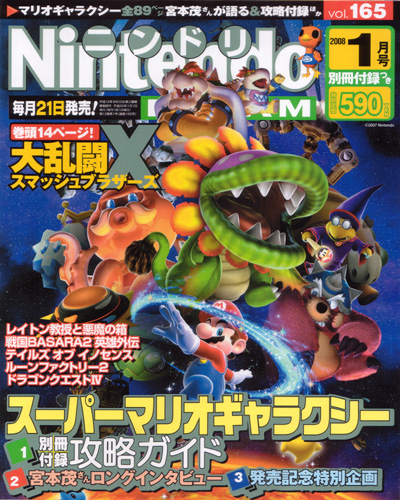 ▶マリオギャラクシー全89ページ 宮本茂さんが語る&攻略付録ほか
vol.165
ニンドリ
Nintendo
2008
1月号
別冊付録つき
毎月21日発売!
590
©2007 Nintendo
巻頭14ページ!
大乱闘
スマッシュブラザーズX
レイトン教授と悪魔の箱
戦国BASARA2 英雄外伝
テイルズ オブ イノセンス
ルーンファクトリー2
ドラゴンクエストIV
スーパーマリオギャラクシー
1 別冊付録 攻略ガイド
2 宮本茂さんロングインタビュー
3 発売記念特別企画